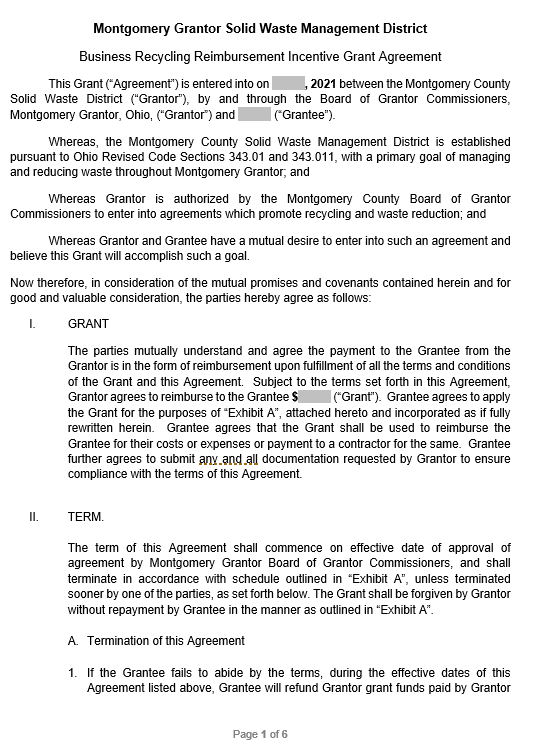 Montgomery Grantor Solid Waste Management District
Business Recycling Reimbursement Incentive Grant Agreement
This Grant (“Agreement”) is entered into on , 2021 between the Montgomery County
Solid Waste District (“Grantor”), by and through the Board of Grantor Commissioners,
Montgomery Grantor, Ohio, (“Grantor”) and (“Grantee”).
Whereas, the Montgomery County Solid Waste Management District is established
pursuant to Ohio Revised Code Sections 343.01 and 343.011, with a primary goal of managing
and reducing waste throughout Montgomery Grantor; and
Whereas Grantor is authorized by the Montgomery County Board of Grantor
Commissioners to enter into agreements which promote recycling and waste reduction; and
Whereas Grantor and Grantee have a mutual desire to enter into such an agreement and
believe this Grant will accomplish such a goal.
Now therefore, in consideration of the mutual promises and covenants contained herein and for
good and valuable consideration, the parties hereby agree as follows:
I. GRANT
The parties mutually understand and agree the payment to the Grantee from the
Grantor is in the form of reimbursement upon fulfillment of all the terms and conditions
of the Grant and this Agreement. Subject to the terms set forth in this Agreement,
Grantor agrees to reimburse to the Grantee $ (“Grant”). Grantee agrees to apply
the Grant for the purposes of “Exhibit A”, attached hereto and incorporated as if fully
rewritten herein. Grantee agrees that the Grant shall be used to reimburse the
Grantee for their costs or expenses or payment to a contractor for the same. Grantee
further agrees to submit any and all documentation requested by Grantor to ensure
compliance with the terms of this Agreement.
II. TERM.
The term of this Agreement shall commence on effective date of approval of
agreement by Montgomery Grantor Board of Grantor Commissioners, and shall
terminate in accordance with schedule outlined in “Exhibit A”, unless terminated
sooner by one of the parties, as set forth below. The Grant shall be forgiven by Grantor
without repayment by Grantee in the manner as outlined in “Exhibit A”.
A. Termination of this Agreement
1. If the Grantee fails to abide by the terms, during the effective dates of this
Agreement listed above, Grantee will refund Grantor grant funds paid by Grantor
Page 1 of 6